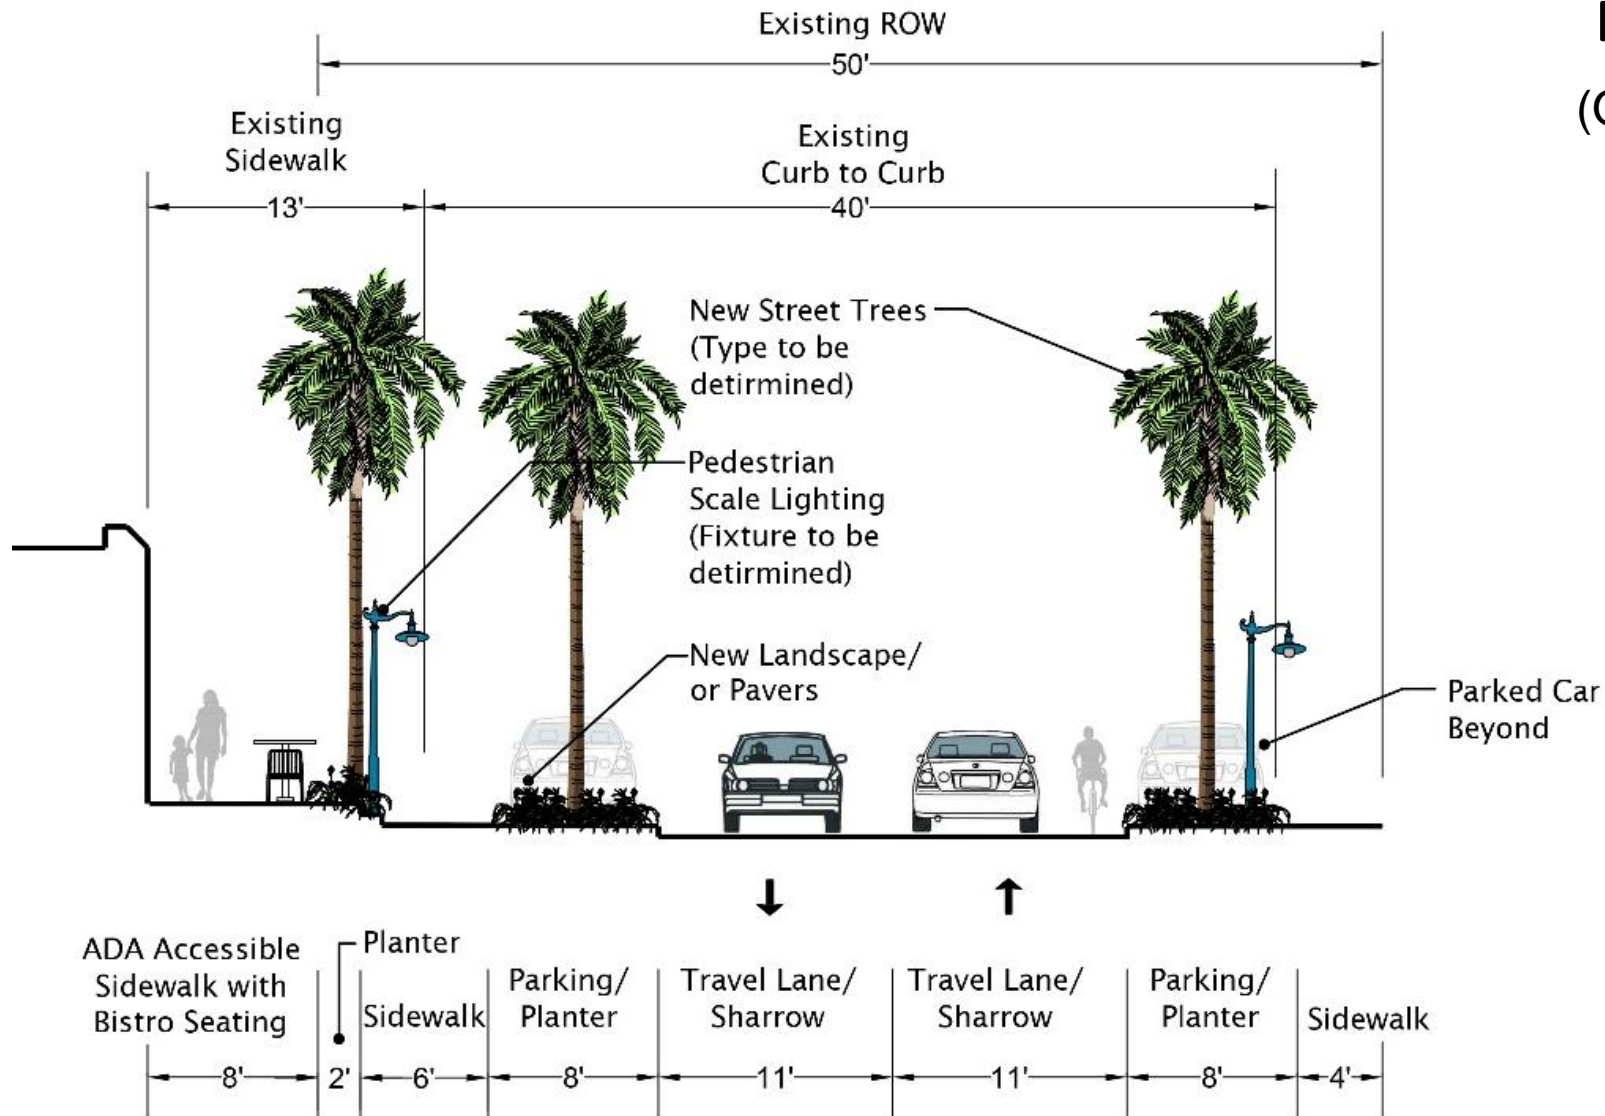 Existing ROW
50'
(
Existing
Sidewalk
13'
Existing
Curb to Curb
40'
New Street Trees
(Type to be
detirmined)
Pedestrian
Scale Lighting
(Fixture to be
detirmined)
New Landscape/
or Pavers
Parked Car
Beyond
ADA Accessible
Sidewalk with
Bistro Seating
Planter
Sidewalk
Parking/
Planter
Travel Lane/
Sharrow
Travel Lane/
Sharrow
Parking/
Planter
Sidewalk
8'
2'
6'
8'
11'
11'
8'
4'